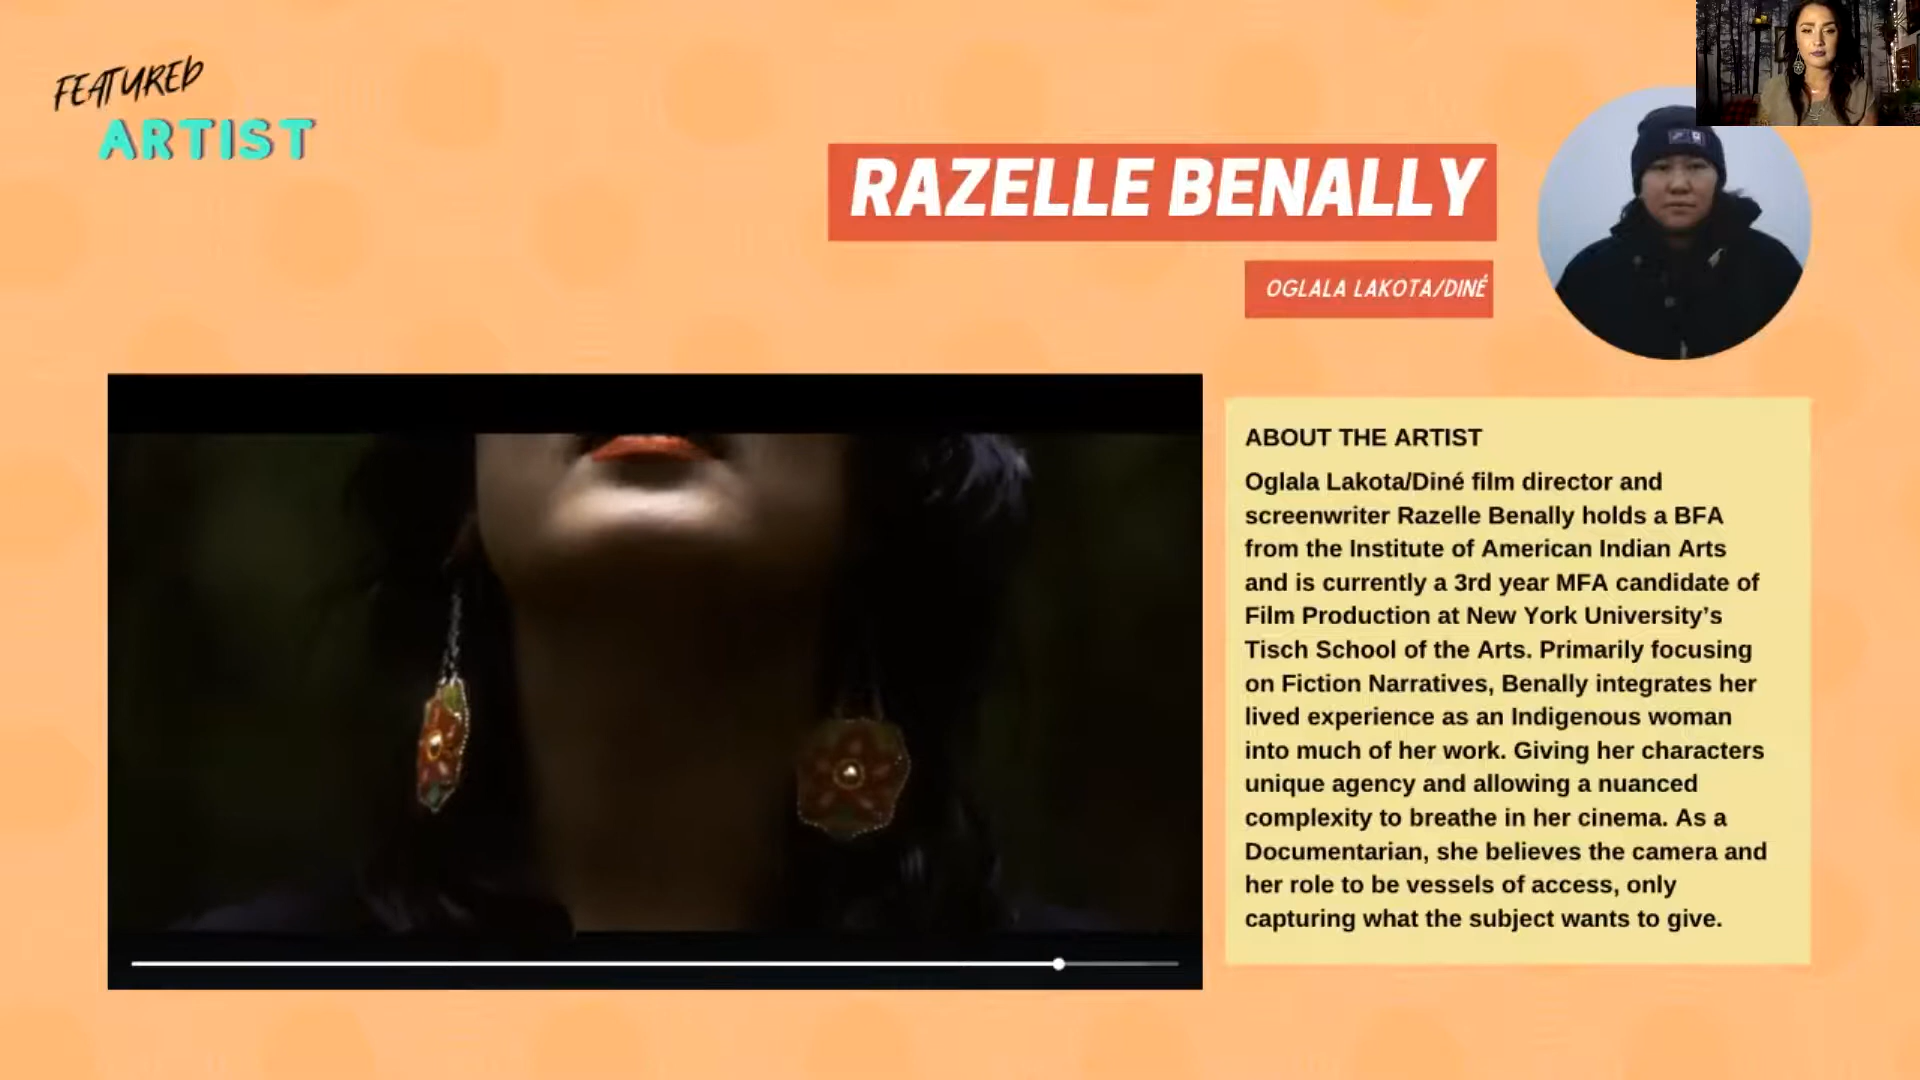 FEATURED
ARTIST
RAZELLE BENALLY
OGLALA LAKOTA/DINÉ
ABOUT THE ARTIST
Oglala Lakota/Diné film director and
screenwriter Razelle Benally holds a BFA
from the Institute of American Indian Arts
and is currently a 3rd year MFA candidate of
Film Production at New York University's
Tisch School of the Arts. Primarily focusing
on Fiction Narratives, Benally integrates her
lived experience as an Indigenous woman
into much of her work. Giving her characters
unique agency and allowing a nuanced
complexity to breathe in her cinema. As a
Documentarian, she believes the camera and
her role to be vessels of access, only
capturing what the subject wants to give.